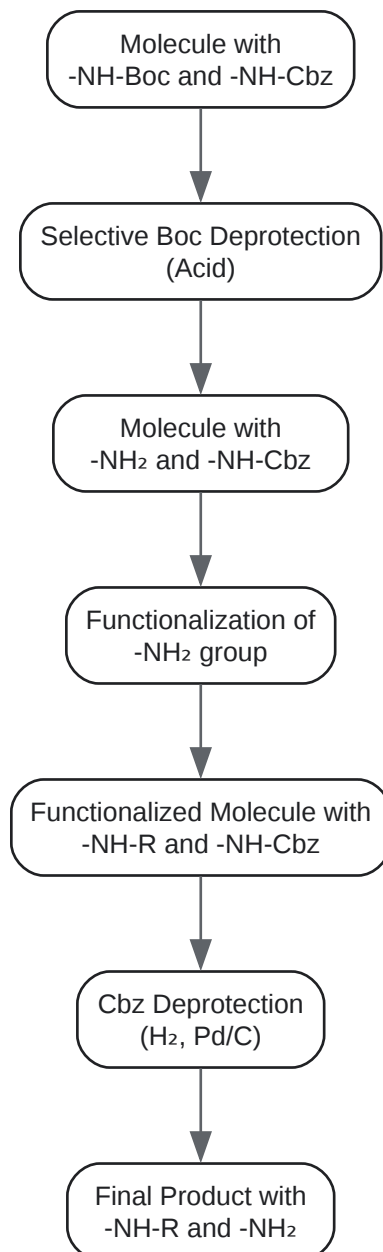 Molecule with
-NH-Boc and -NH-Cbz
Selective Boc Deprotection
(Acid)
Molecule with
-NH₂ and -NH-Cbz
Functionalization of
-NH₂ group
Functionalized Molecule with
-NH-R and -NH-Cbz
Cbz Deprotection
(H₂, Pd/C)
Final Product with
-NH-R and -NH₂